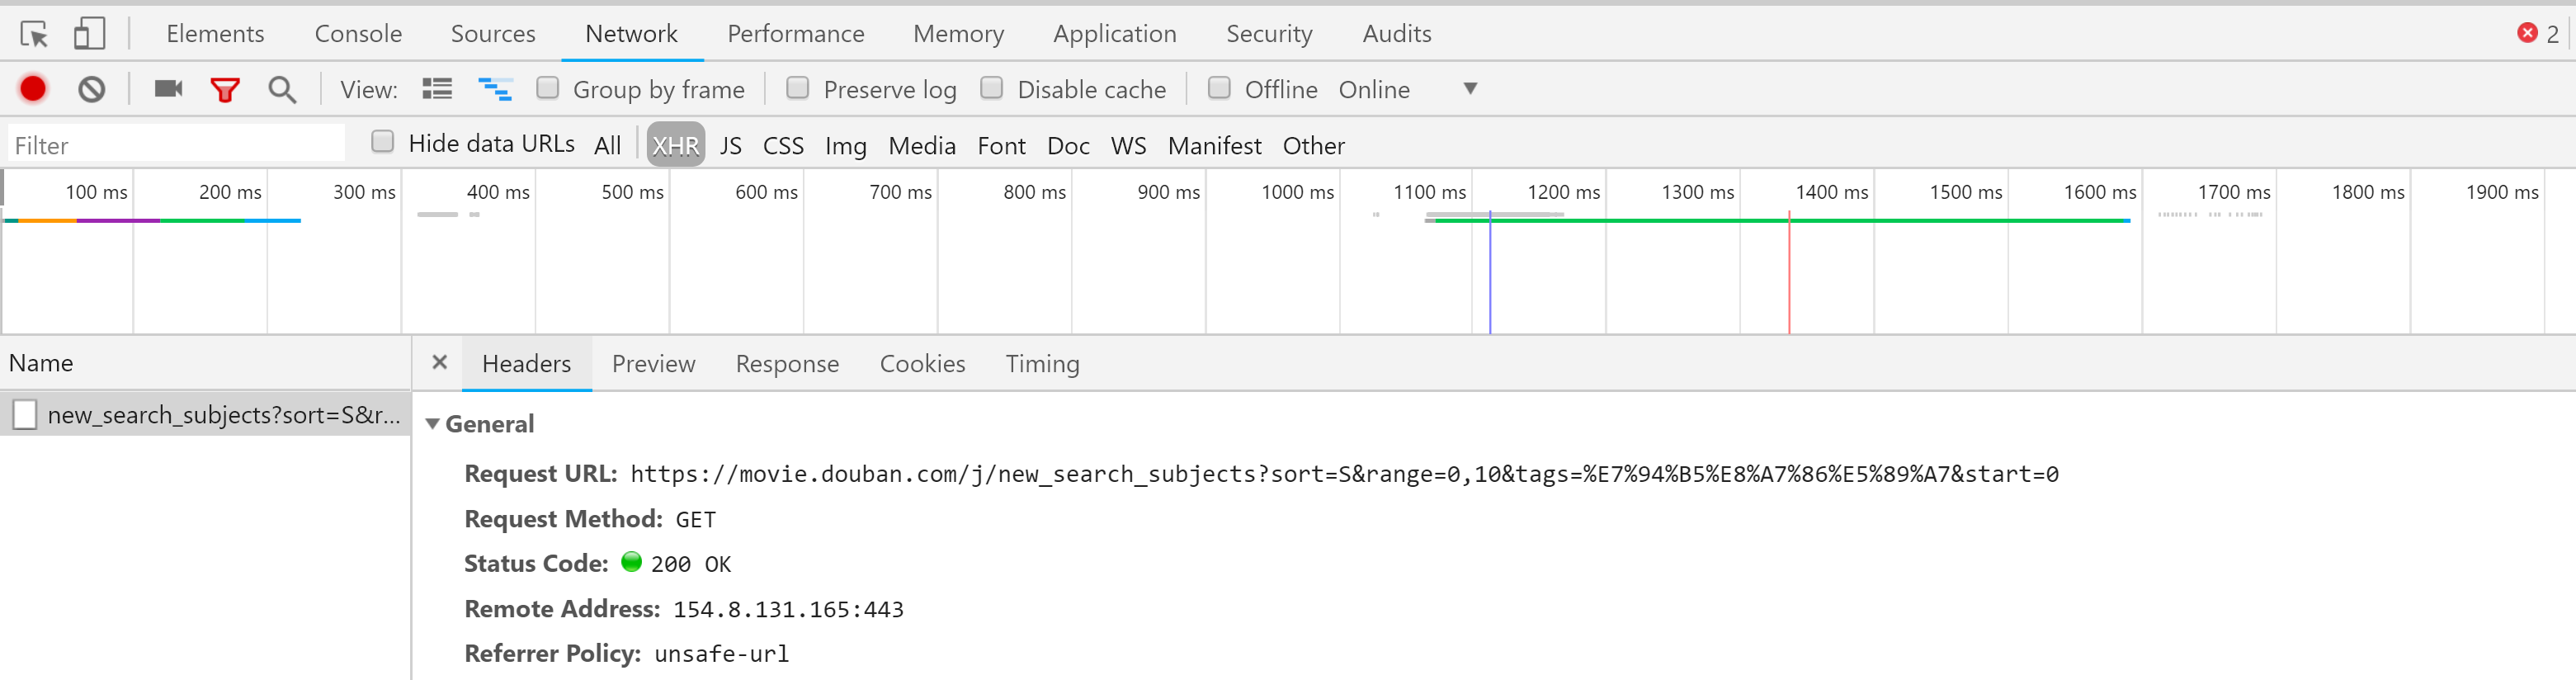 Elements Console Sources Network Performance Memory Application Security Audits 2
View: Group by frame Preserve log Disable cache Offline Online
Filter Hide data URLs All XHR JS CSS Img Media Font Doc WS Manifest Other
100 ms 200 ms 300 ms 400 ms 500 ms 600 ms 700 ms 800 ms 900 ms 1000 ms 1100 ms 1200 ms 1300 ms 1400 ms 1500 ms 1600 ms 1700 ms 1800 ms 1900 ms
Name Headers Preview Response Cookies Timing
new_search_subjects?sort=S&r...
General
Request URL: https://movie.douban.com/j/new_search_subjects?sort=S&range=0,10&tags=%E7%94%B5%E8%A7%86%E5%89%A7&start=0
Request Method: GET
Status Code: 200 OK
Remote Address: 154.8.131.165:443
Referrer Policy: unsafe-url